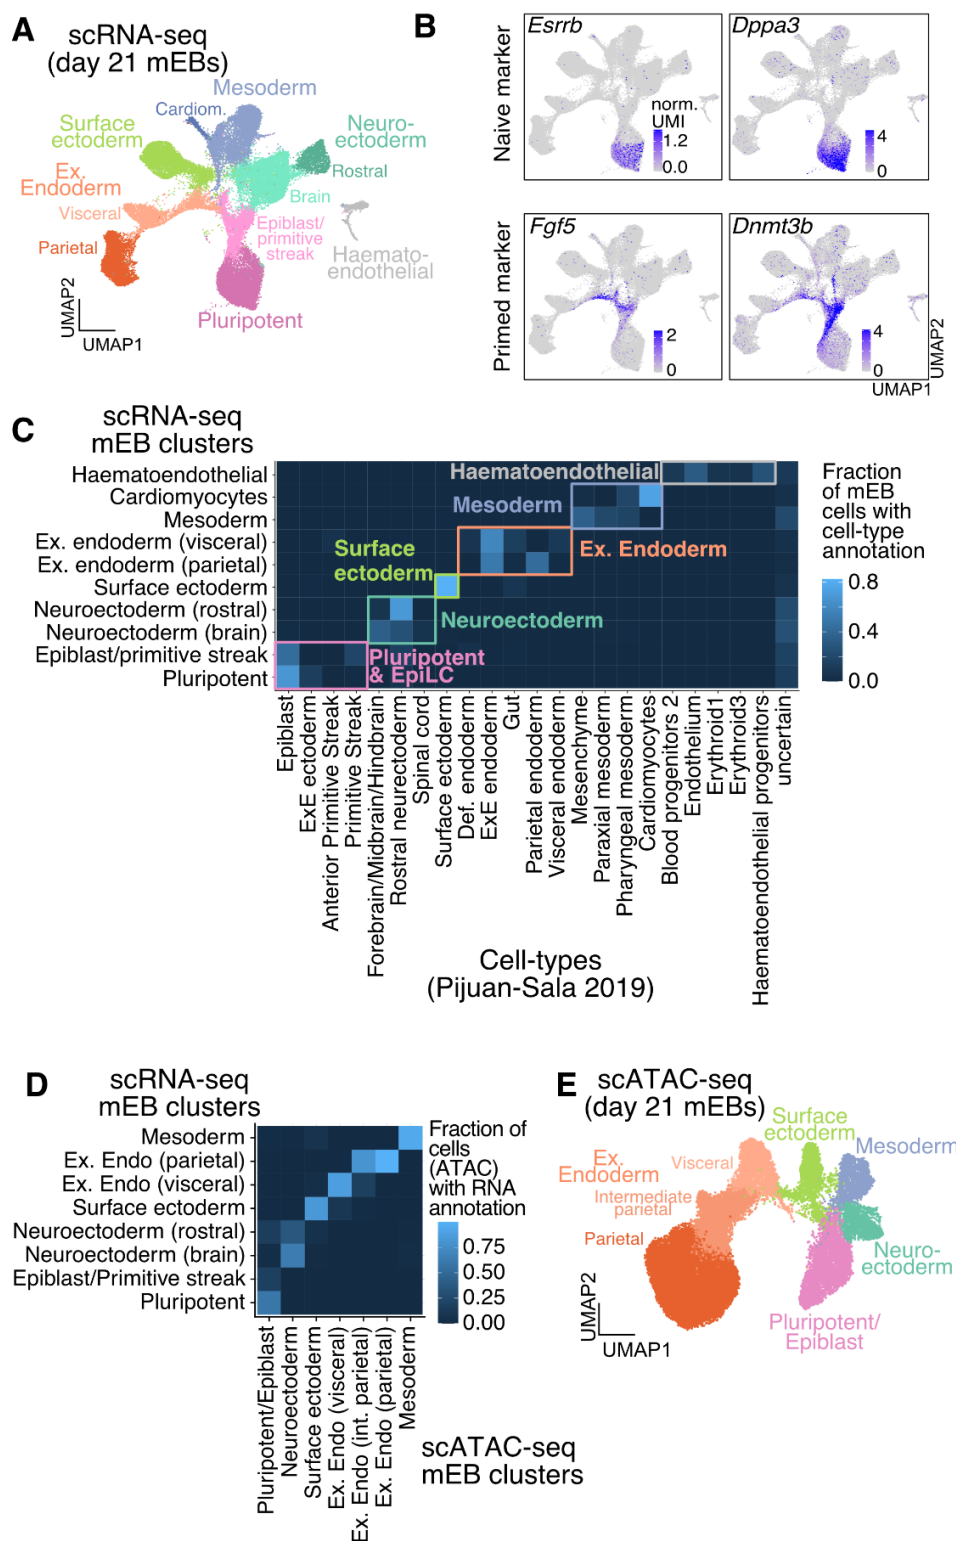 A
scRNA-seq
(day 21 mEBs)
Mesoderm
Cardiom.
Surface
ectoderm
Neuro-
ectoderm
Rostral
Ex.
Endoderm
Visceral
Brain
Parietal
Epiblast/
primitive
streak
Haemato-
endothelial
Pluripotent
UMAP2
UMAP1
B
Naive marker
Esrrb
norm.
UMI
1.2
0.0
Dppa3
4
0
Primed marker
Fgf5
2
0
Dnmt3b
4
0
UMAP2
UMAP1
C
scRNA-seq
mEB clusters
Haematoendothelial
Cardiomyocytes
Mesoderm
Ex. endoderm (visceral)
Ex. endoderm (parietal)
Surface ectoderm
Neuroectoderm (rostral)
Neuroectoderm (brain)
Epiblast/primitive streak
Pluripotent
Haematoendothelial
Mesoderm
Surface
ectoderm
Ex. Endoderm
Neuroectoderm
Pluripotent
& EpiLC
Fraction
of mEB
cells with
cell-type
annotation
0.8
0.4
0.0
Epiblast
ExE ectoderm
Anterior Primitive Streak
Primitive Streak
Forebrain/Midbrain/Hindbrain
Rostral neurectoderm
Spinal cord
Surface ectoderm
Def. endoderm
ExE endoderm
Gut
Parietal endoderm
Visceral endoderm
Mesenchyme
Paraxial mesoderm
Pharyngeal mesoderm
Cardiomyocytes
Blood progenitors 2
Endothelium
Erythroid1
Erythroid3
Haematoendothelial progenitors
uncertain
Cell-types
(Pijuan-Sala 2019)
D
scRNA-seq
mEB clusters
Mesoderm
Ex. Endo (parietal)
Ex. Endo (visceral)
Surface ectoderm
Neuroectoderm (rostral)
Neuroectoderm (brain)
Epiblast/Primitive streak
Pluripotent
Fraction of
cells
(ATAC)
with RNA
annotation
0.75
0.50
0.25
0.00
Pluripotent/Epiblast
Neuroectoderm
Surface ectoderm
Ex. Endo (visceral)
Ex. Endo (int. parietal)
Ex. Endo (parietal)
Mesoderm
scATAC-seq
mEB clusters
E
scATAC-seq
(day 21 mEBs)
Surface
ectoderm
Mesoderm
Ex.
Endoderm
Visceral
Intermediate
parietal
Parietal
Neuro-
ectoderm
Pluripotent/
Epiblast
UMAP2
UMAP1